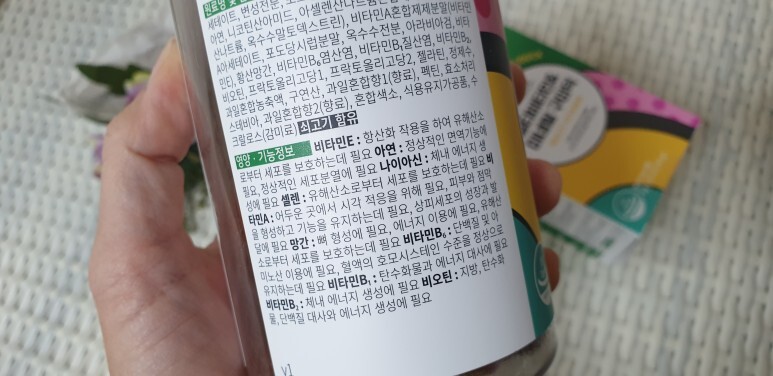 원료명 및
세테이트, 변성전분,
아연, 니코틴산아미드, 아셀렌산나트륨
산나트륨, 옥수수말토덱스트린), 비타민A혼합제제분말(비타민
A아세테이트, 포도당시럽분말, 옥수수전분, 아라비아검, 비타
민E), 황산망간, 비타민B₆염산염, 비타민B₁질산염, 비타민B₂,
비오틴, 프락토올리고당1, 프락토올리고당2, 젤라틴, 정제수,
과일혼합농축액, 구연산, 과일혼합향1(향료), 펙틴, 효소처리
스테비아, 과일혼합향2(향료), 혼합색소, 식용유지가공품, 수
크랄로스(감미료) 쇠고기 함유
영양·기능정보 비타민E : 항산화 작용을 하여 유해산소
로부터 세포를 보호하는데 필요 아연 : 정상적인 면역기능에
필요, 정상적인 세포분열에 필요 나이아신 : 체내 에너지 생
성에 필요 셀렌 : 유해산소로부터 세포를 보호하는데 필요 비
타민A : 어두운 곳에서 시각 적응을 위해 필요, 피부와 점막
을 형성하고 기능을 유지하는데 필요, 상피세포의 성장과 발
달에 필요 망간 : 뼈 형성에 필요, 에너지 이용에 필요, 유해산
소로부터 세포를 보호하는데 필요 비타민B₆ : 단백질 및 아
미노산 이용에 필요, 혈액의 호모시스테인 수준을 정상으로
유지하는데 필요 비타민B₁ : 탄수화물과 에너지 대사에 필요
비타민B₂ : 체내 에너지 생성에 필요 비오틴 : 지방, 탄수화
물, 단백질 대사와 에너지 생성에 필요
v1